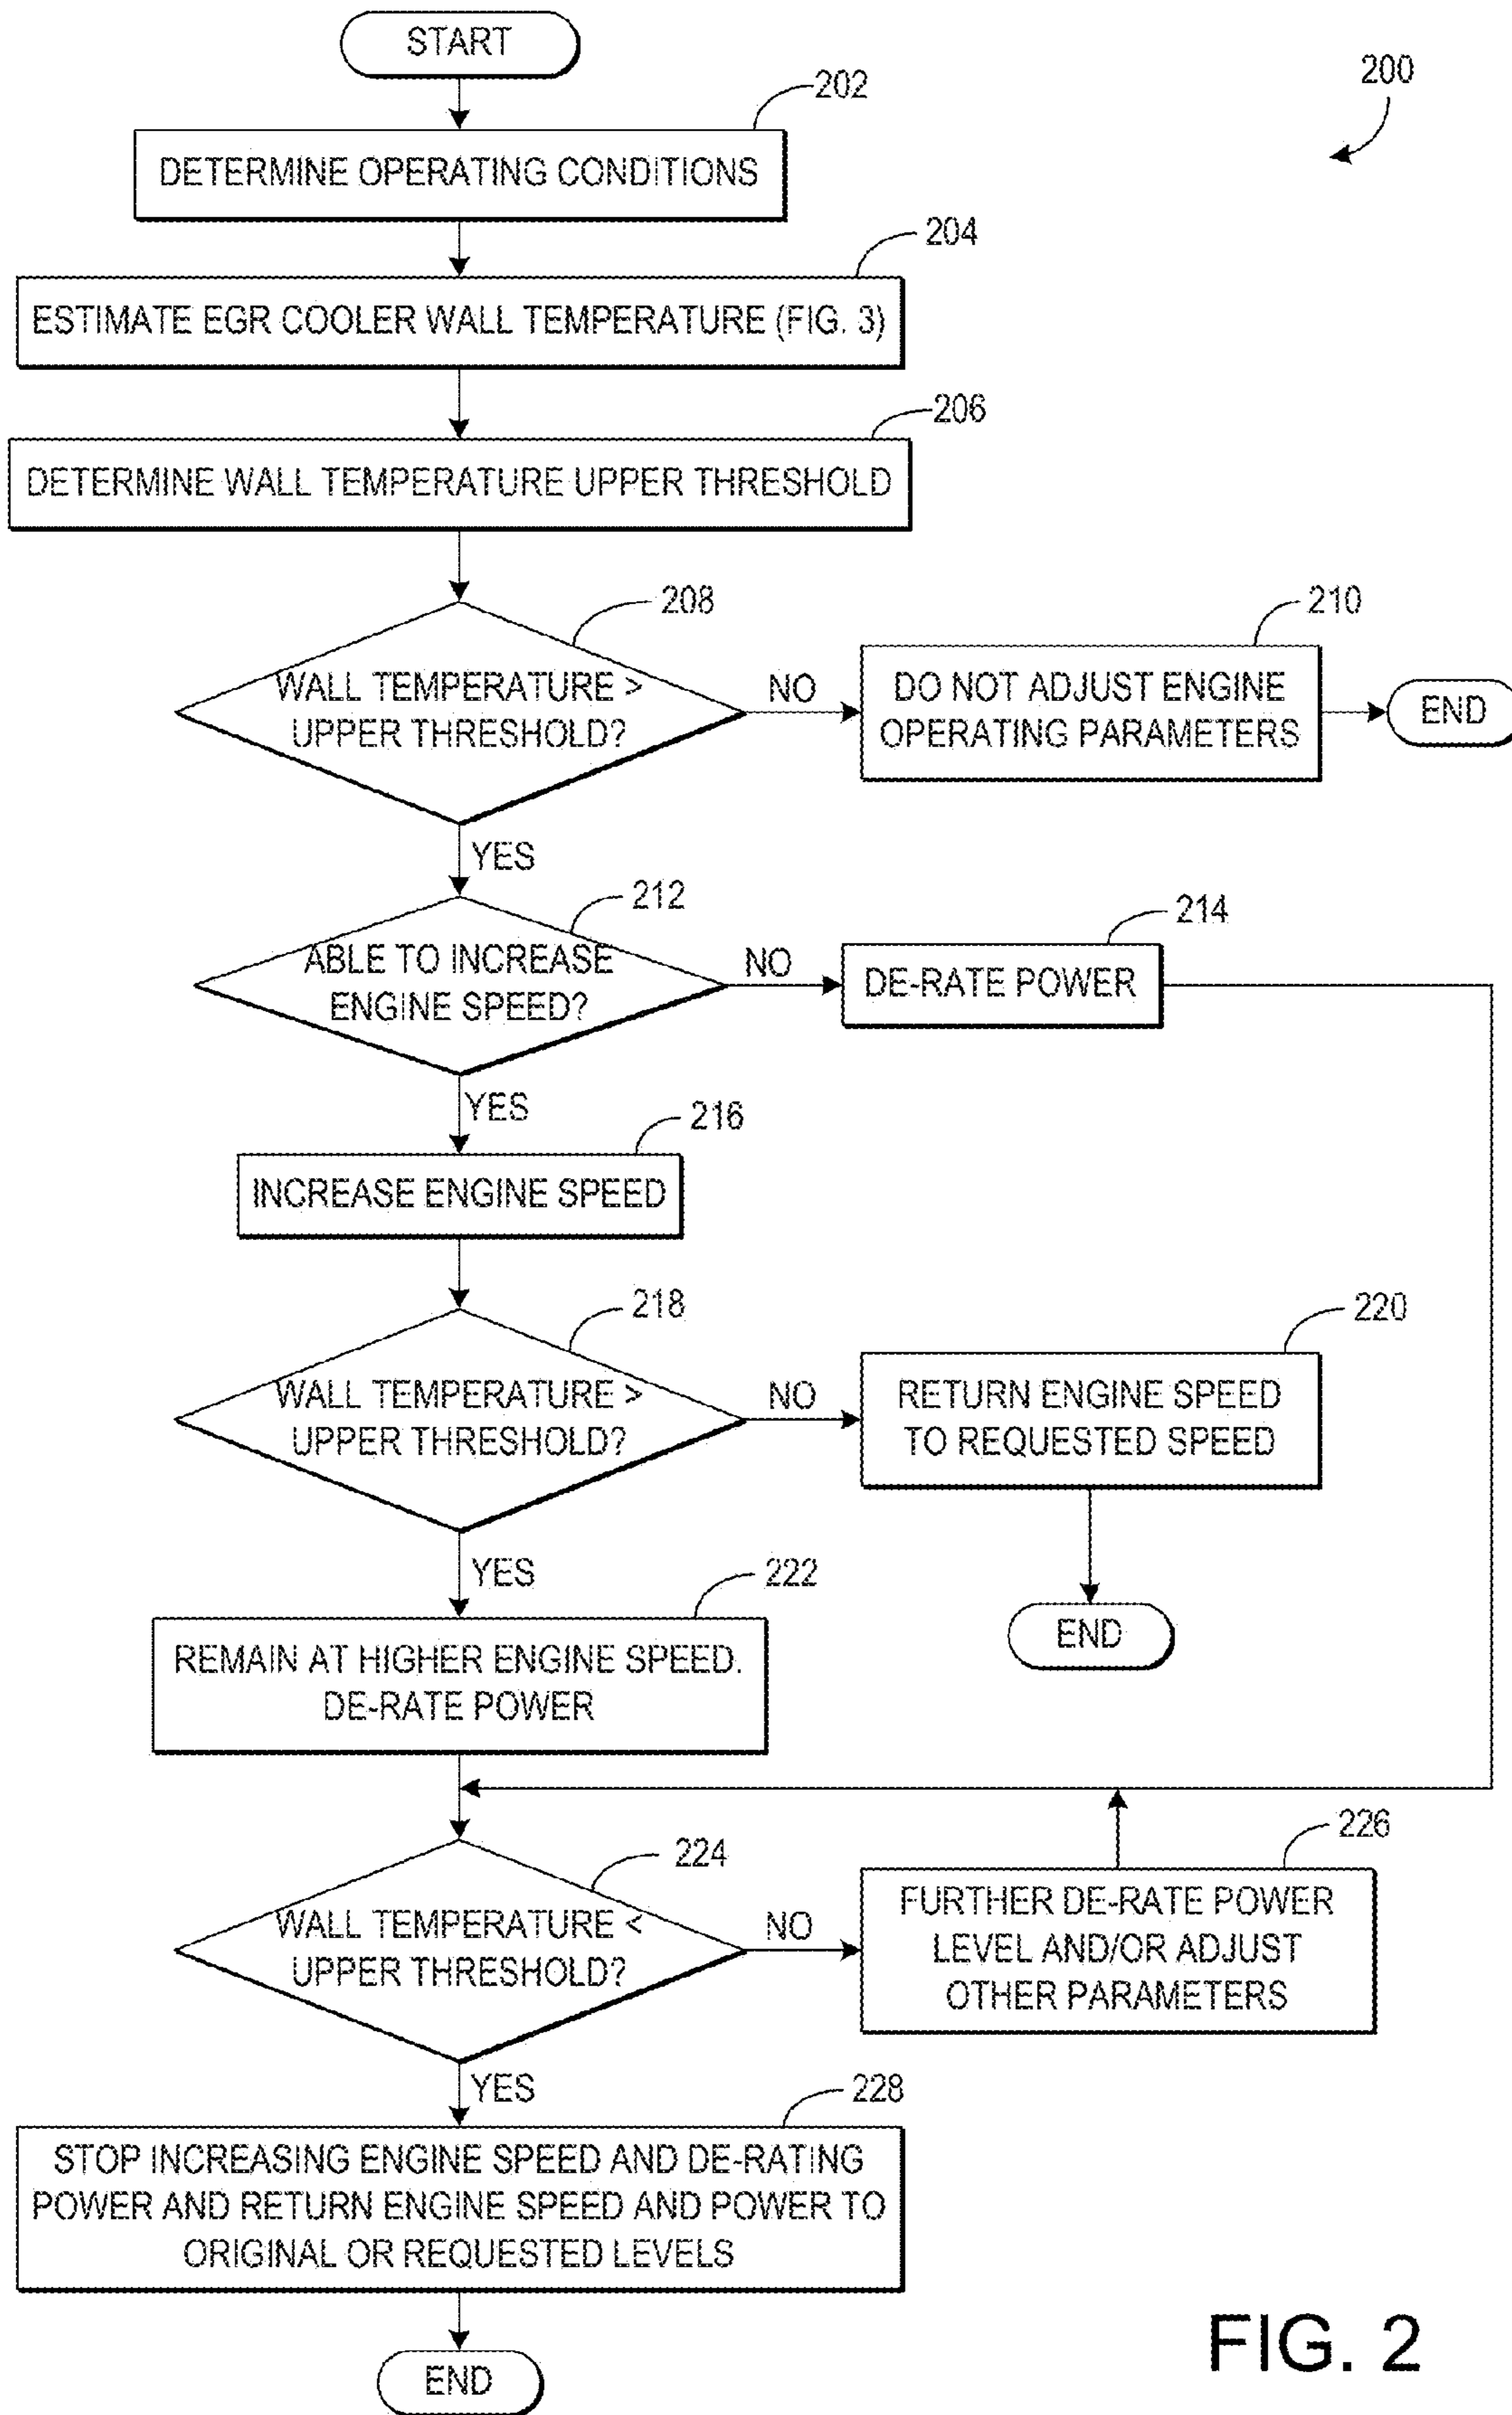 START
200
202
DETERMINE OPERATING CONDITIONS
204
ESTIMATE EGR COOLER WALL TEMPERATURE (FIG. 3)
206
DETERMINE WALL TEMPERATURE UPPER THRESHOLD
208
WALL TEMPERATURE >
UPPER THRESHOLD?
NO
210
DO NOT ADJUST ENGINE
OPERATING PARAMETERS
END
YES
212
ABLE TO INCREASE
ENGINE SPEED?
NO
214
DE-RATE POWER
YES
216
INCREASE ENGINE SPEED
218
WALL TEMPERATURE >
UPPER THRESHOLD?
NO
220
RETURN ENGINE SPEED
TO REQUESTED SPEED
END
YES
222
REMAIN AT HIGHER ENGINE SPEED.
DE-RATE POWER
224
WALL TEMPERATURE <
UPPER THRESHOLD?
NO
226
FURTHER DE-RATE POWER
LEVEL AND/OR ADJUST
OTHER PARAMETERS
YES
228
STOP INCREASING ENGINE SPEED AND DE-RATING
POWER AND RETURN ENGINE SPEED AND POWER TO
ORIGINAL OR REQUESTED LEVELS
END
FIG. 2